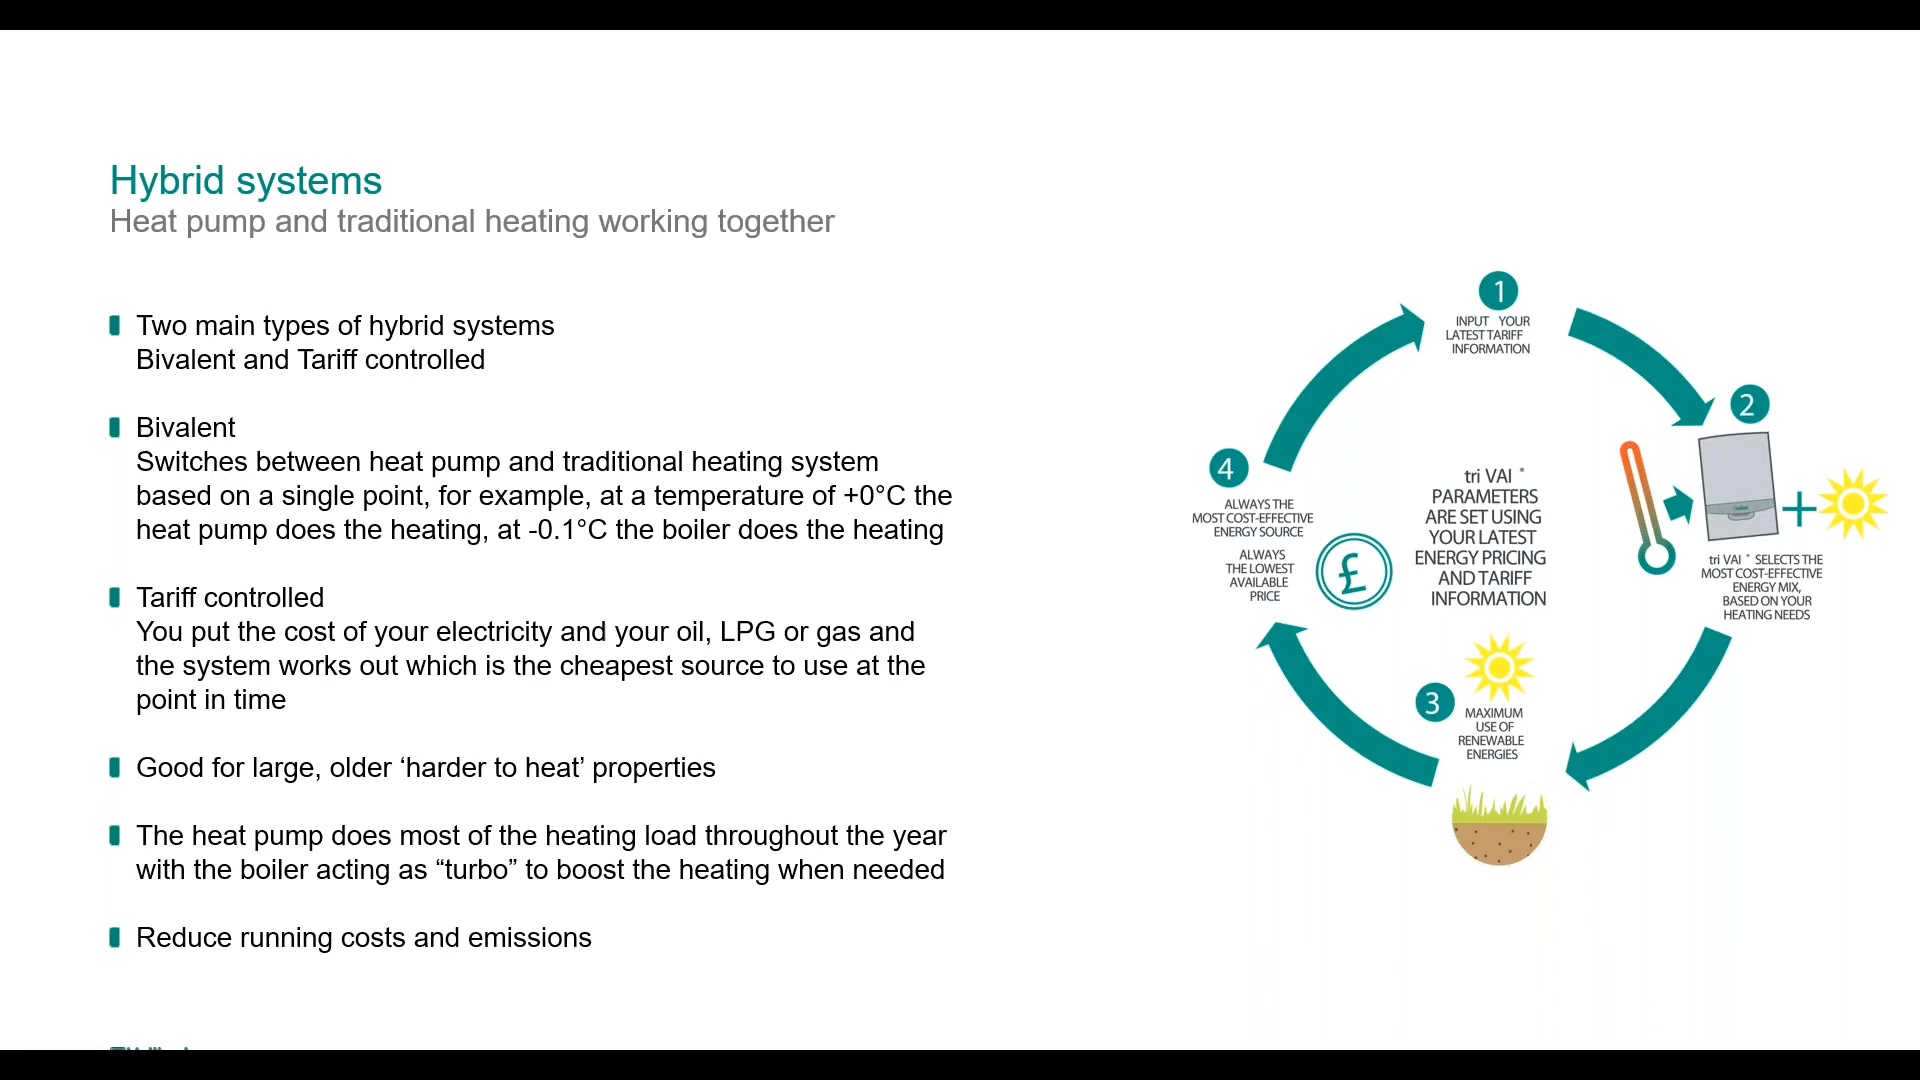 Hybrid systems
Heat pump and traditional heating working together
Two main types of hybrid systems
Bivalent and Tariff controlled
Bivalent
Switches between heat pump and traditional heating system
based on a single point, for example, at a temperature of +0°C the
heat pump does the heating, at -0.1°C the boiler does the heating
Tariff controlled
You put the cost of your electricity and your oil, LPG or gas and
the system works out which is the cheapest source to use at the
point in time
Good for large, older ‘harder to heat’ properties
The heat pump does most of the heating load throughout the year
with the boiler acting as “turbo” to boost the heating when needed
Reduce running costs and emissions
1
INPUT YOUR
LATEST TARIFF
INFORMATION
2
tri VAI ® SELECTS THE
MOST COST-EFFECTIVE
ENERGY MIX,
BASED ON YOUR
HEATING NEEDS
3
MAXIMUM
USE OF
RENEWABLE
ENERGIES
4
ALWAYS THE
MOST COST-EFFECTIVE
ENERGY SOURCE
ALWAYS
THE LOWEST
AVAILABLE
PRICE
£
tri VAI ®
PARAMETERS
ARE SET USING
YOUR LATEST
ENERGY PRICING
AND TARIFF
INFORMATION